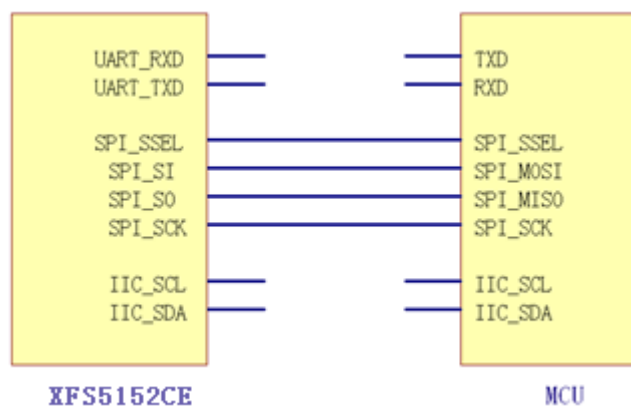 UART_RXD TXD
UART_TXD RXD
SPI_SSEL SPI_SSEL
SPI_SI SPI_MOSI
SPI_SO SPI_MISO
SPI_SCK SPI_SCK
IIC_SCL IIC_SCL
IIC_SDA IIC_SDA
XFS5152CE MCU